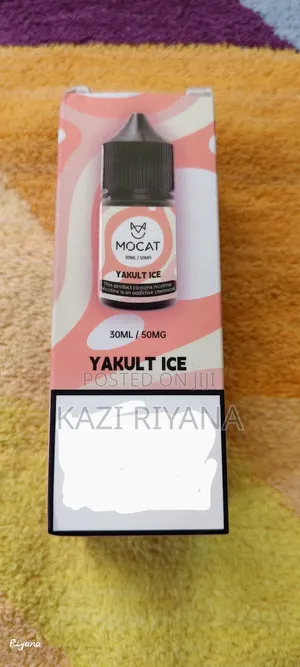 MOCAT
30ML / 50MG
YAKULT ICE
This product contains nicotine
nicotine is an addictive chemical
30ML / 50MG
YAKULT ICE
POSTED ON JIJI
KAZI RIYANA
Riyana